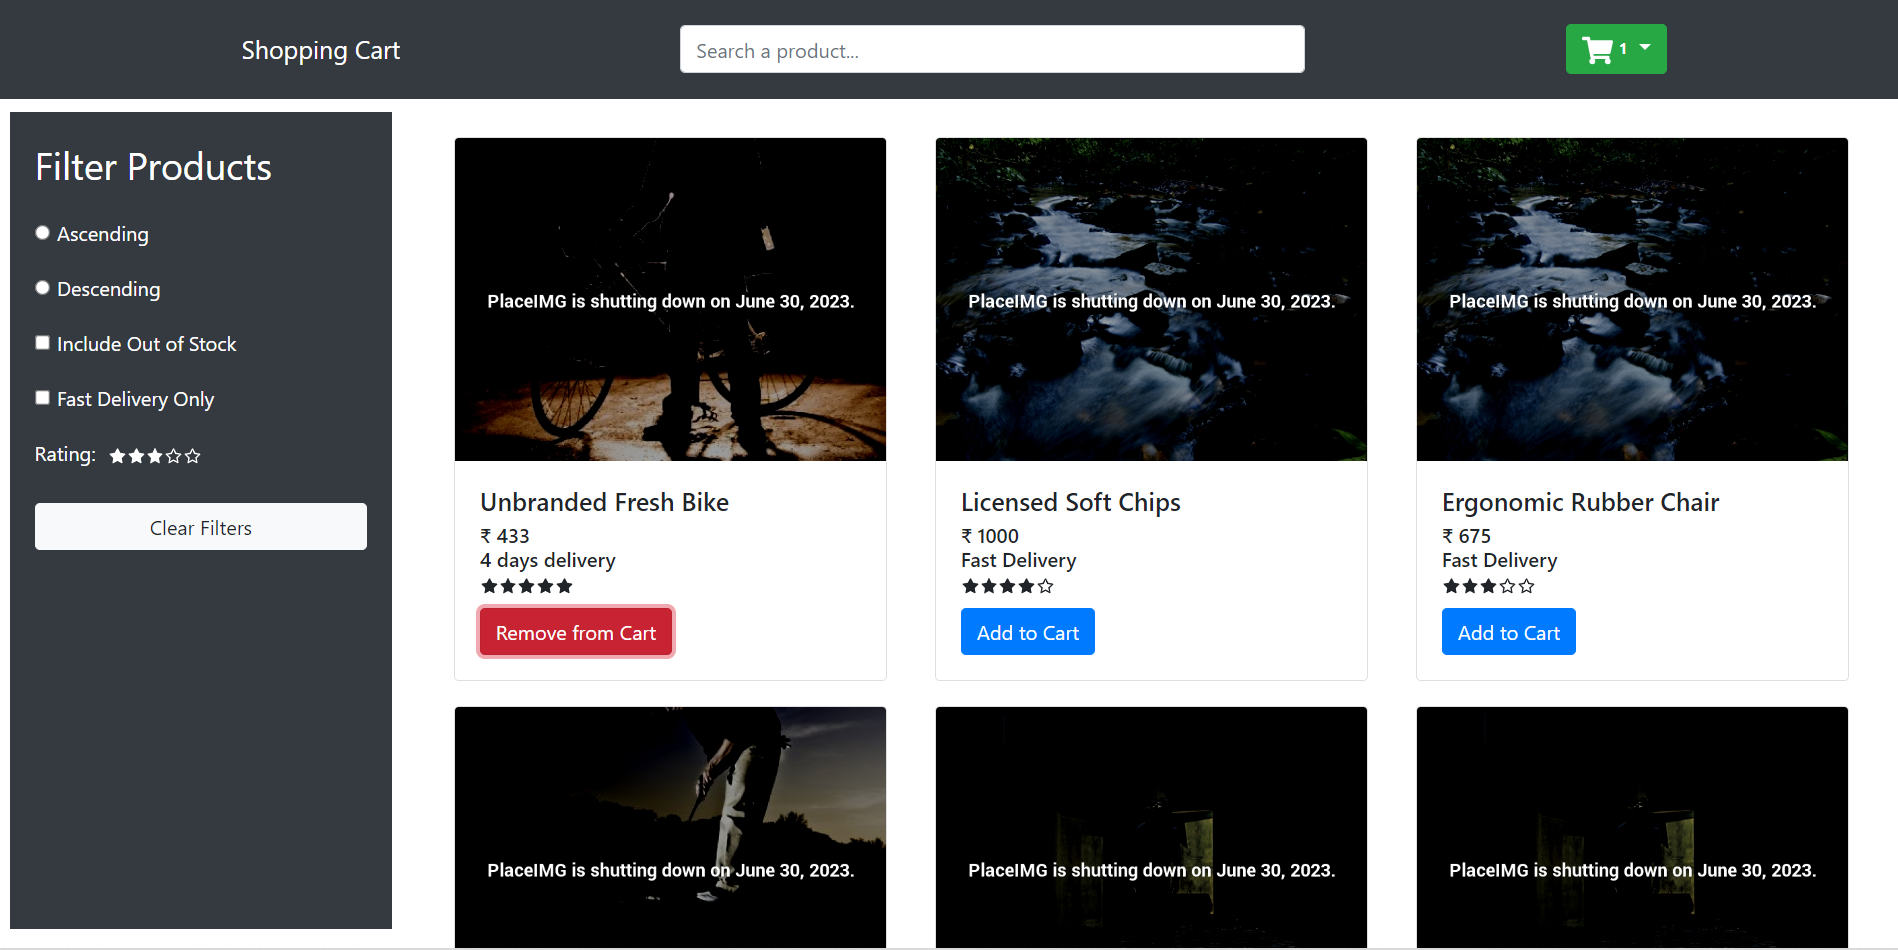 Shopping Cart
Search a product...
1
Filter Products
Ascending
Descending
Include Out of Stock
Fast Delivery Only
Rating:
Clear Filters
PlaceIMG is shutting down on June 30, 2023.
Unbranded Fresh Bike
₹ 433
4 days delivery
Remove from Cart
PlaceIMG is shutting down on June 30, 2023.
Licensed Soft Chips
₹ 1000
Fast Delivery
Add to Cart
PlaceIMG is shutting down on June 30, 2023.
Ergonomic Rubber Chair
₹ 675
Fast Delivery
Add to Cart
PlaceIMG is shutting down on June 30, 2023.
PlaceIMG is shutting down on June 30, 2023.
PlaceIMG is shutting down on June 30, 2023.